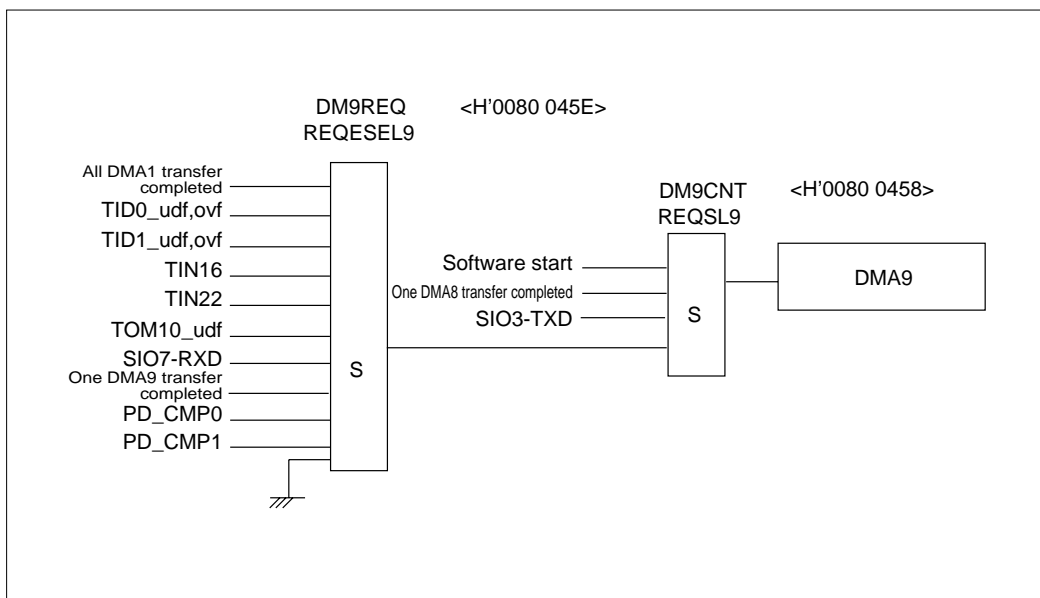 DM9REQ <H'0080 045E>
REQESEL9
All DMA1 transfer
completed
TID0_udf,ovf
TID1_udf,ovf
TIN16
TIN22
TOM10_udf
SIO7-RXD
One DMA9 transfer
completed
PD_CMP0
PD_CMP1
S
DM9CNT <H'0080 0458>
REQSL9
Software start
One DMA8 transfer completed
SIO3-TXD
S
DMA9